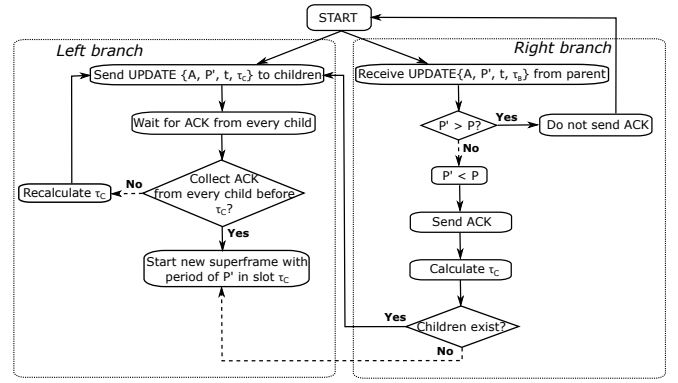 START
Left branch
Send UPDATE {A, P', t, τC} to children
Wait for ACK from every child
Collect ACK
from every child before
τC?
No
Recalculate τC
Yes
Start new superframe with
period of P' in slot τC
Right branch
Receive UPDATE{A, P', t, τB} from parent
P' > P?
Yes
Do not send ACK
No
P' < P
Send ACK
Calculate τC
Children exist?
Yes
No